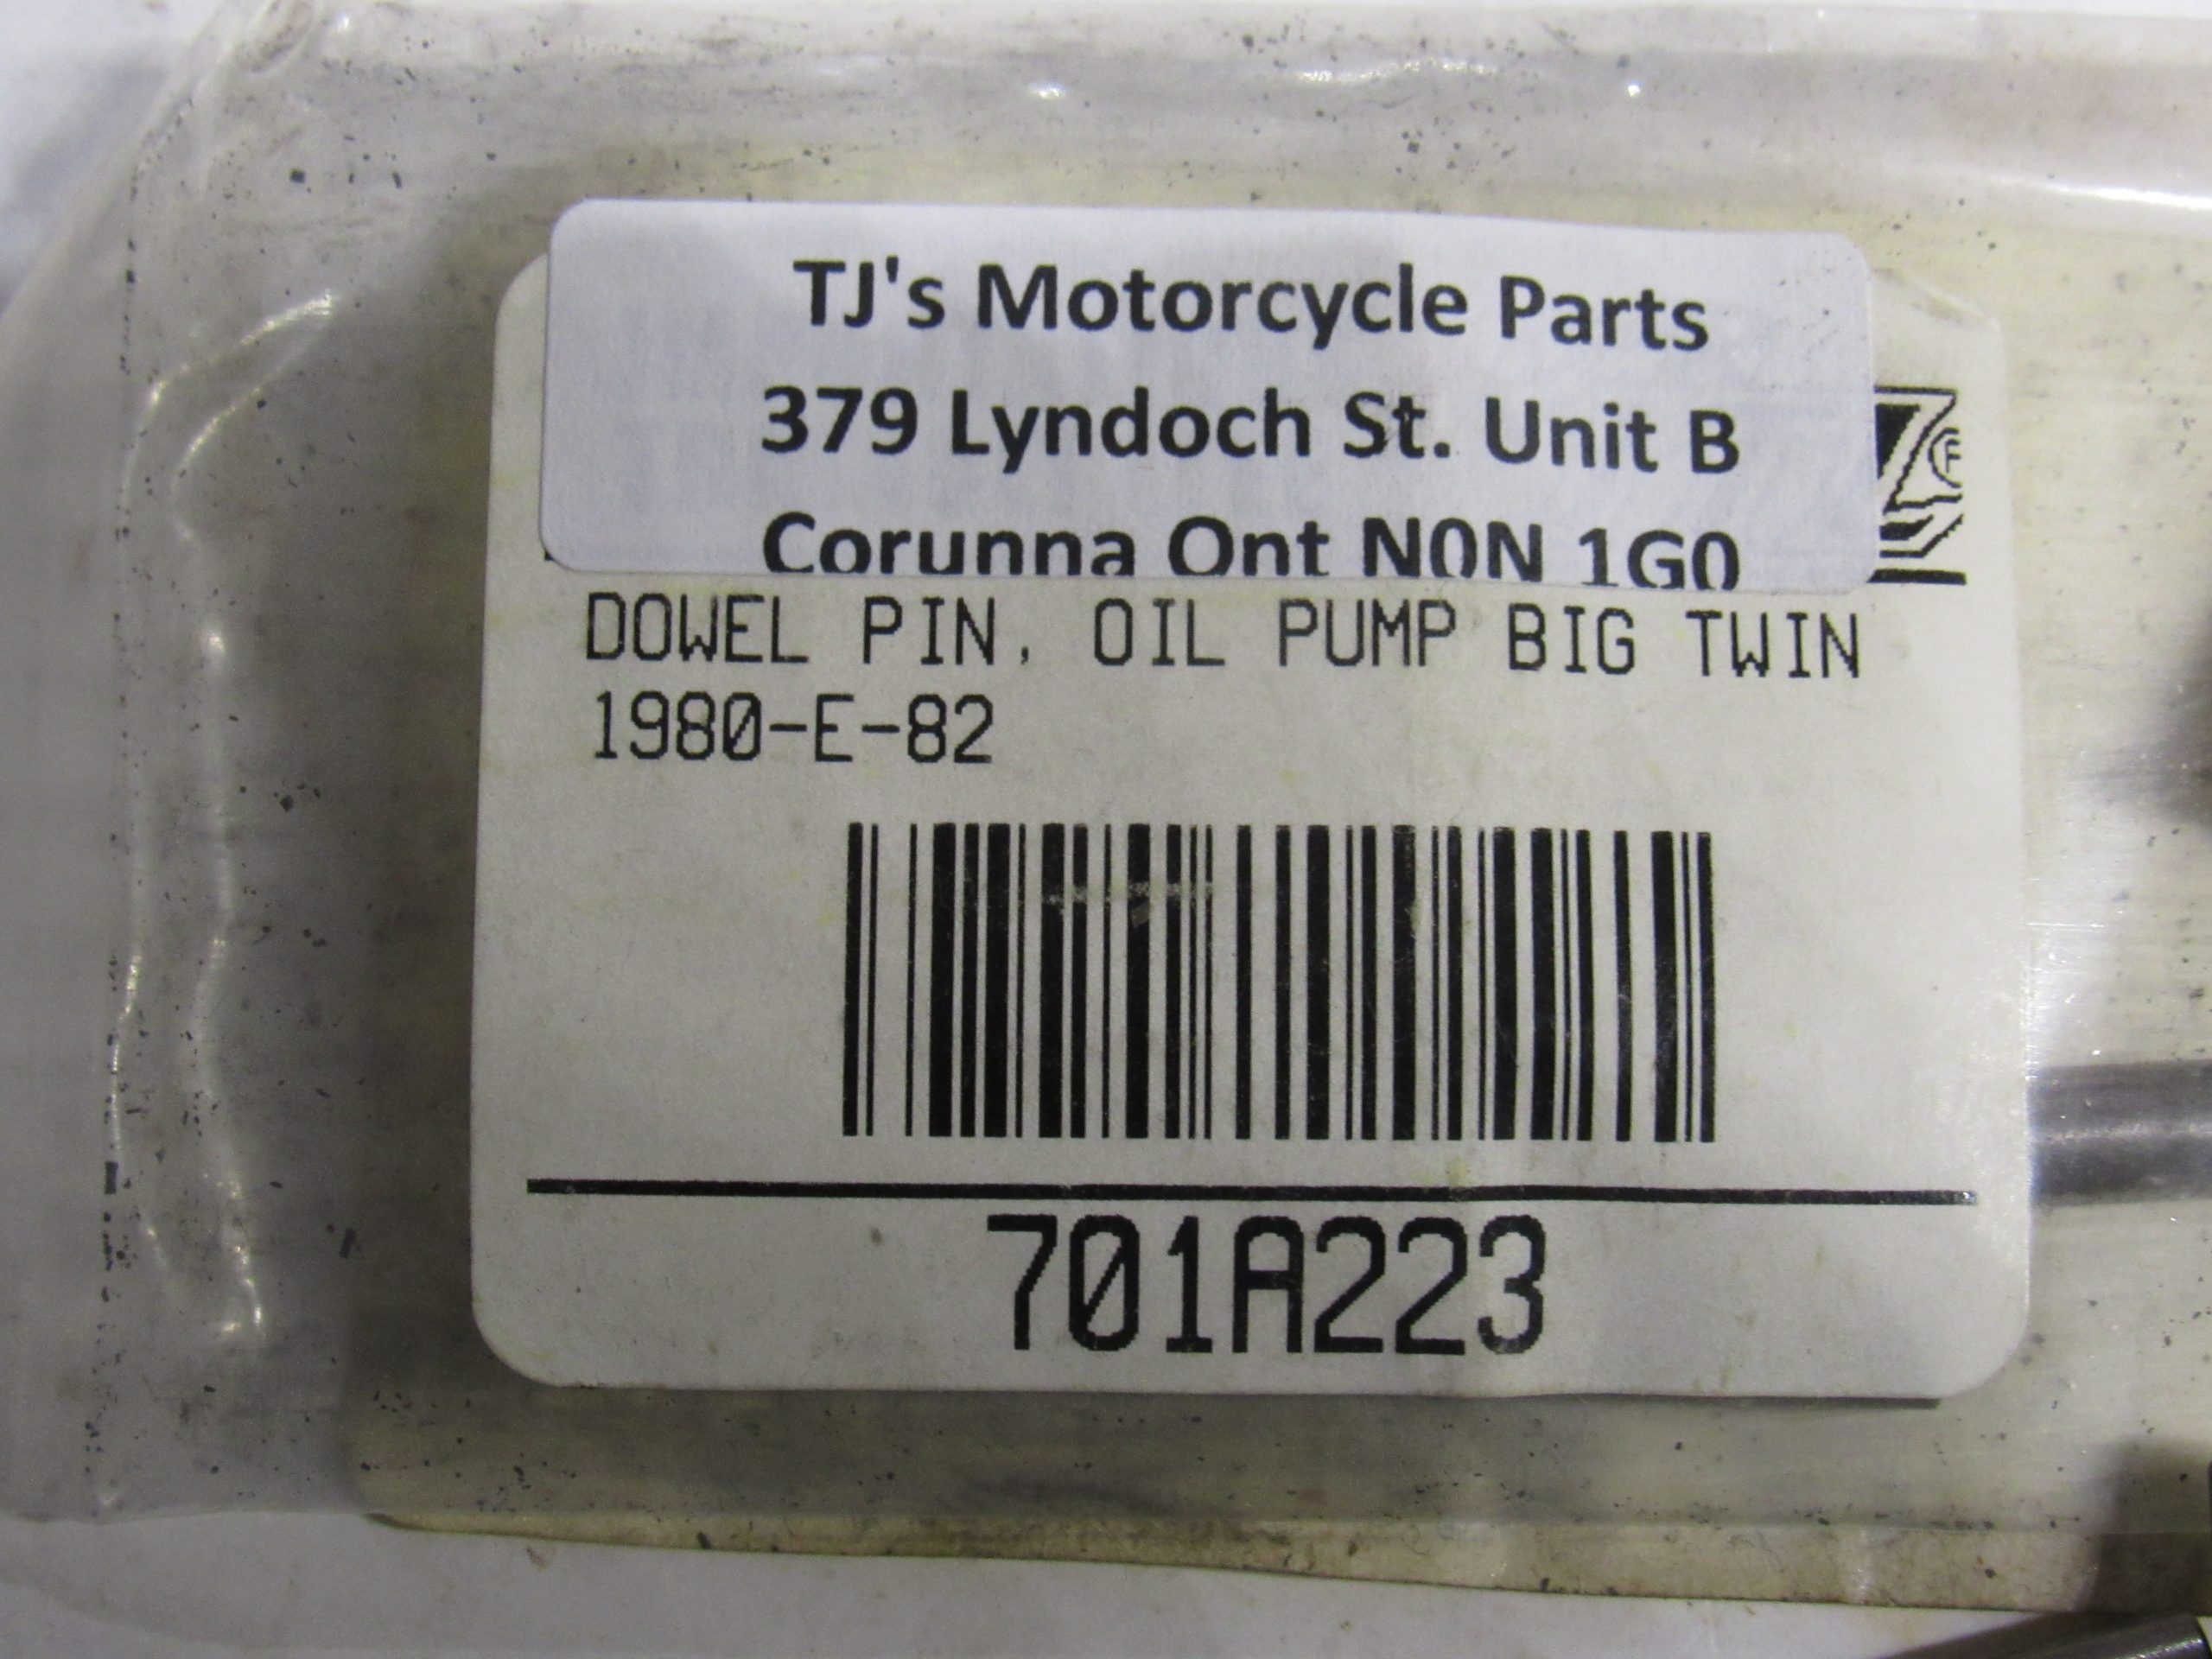 TJ's Motorcycle Parts
379 Lyndoch St. Unit B
Corunna Ont N0N 1G0
DOWEL PIN, OIL PUMP BIG TWIN
1980-E-82
701A223